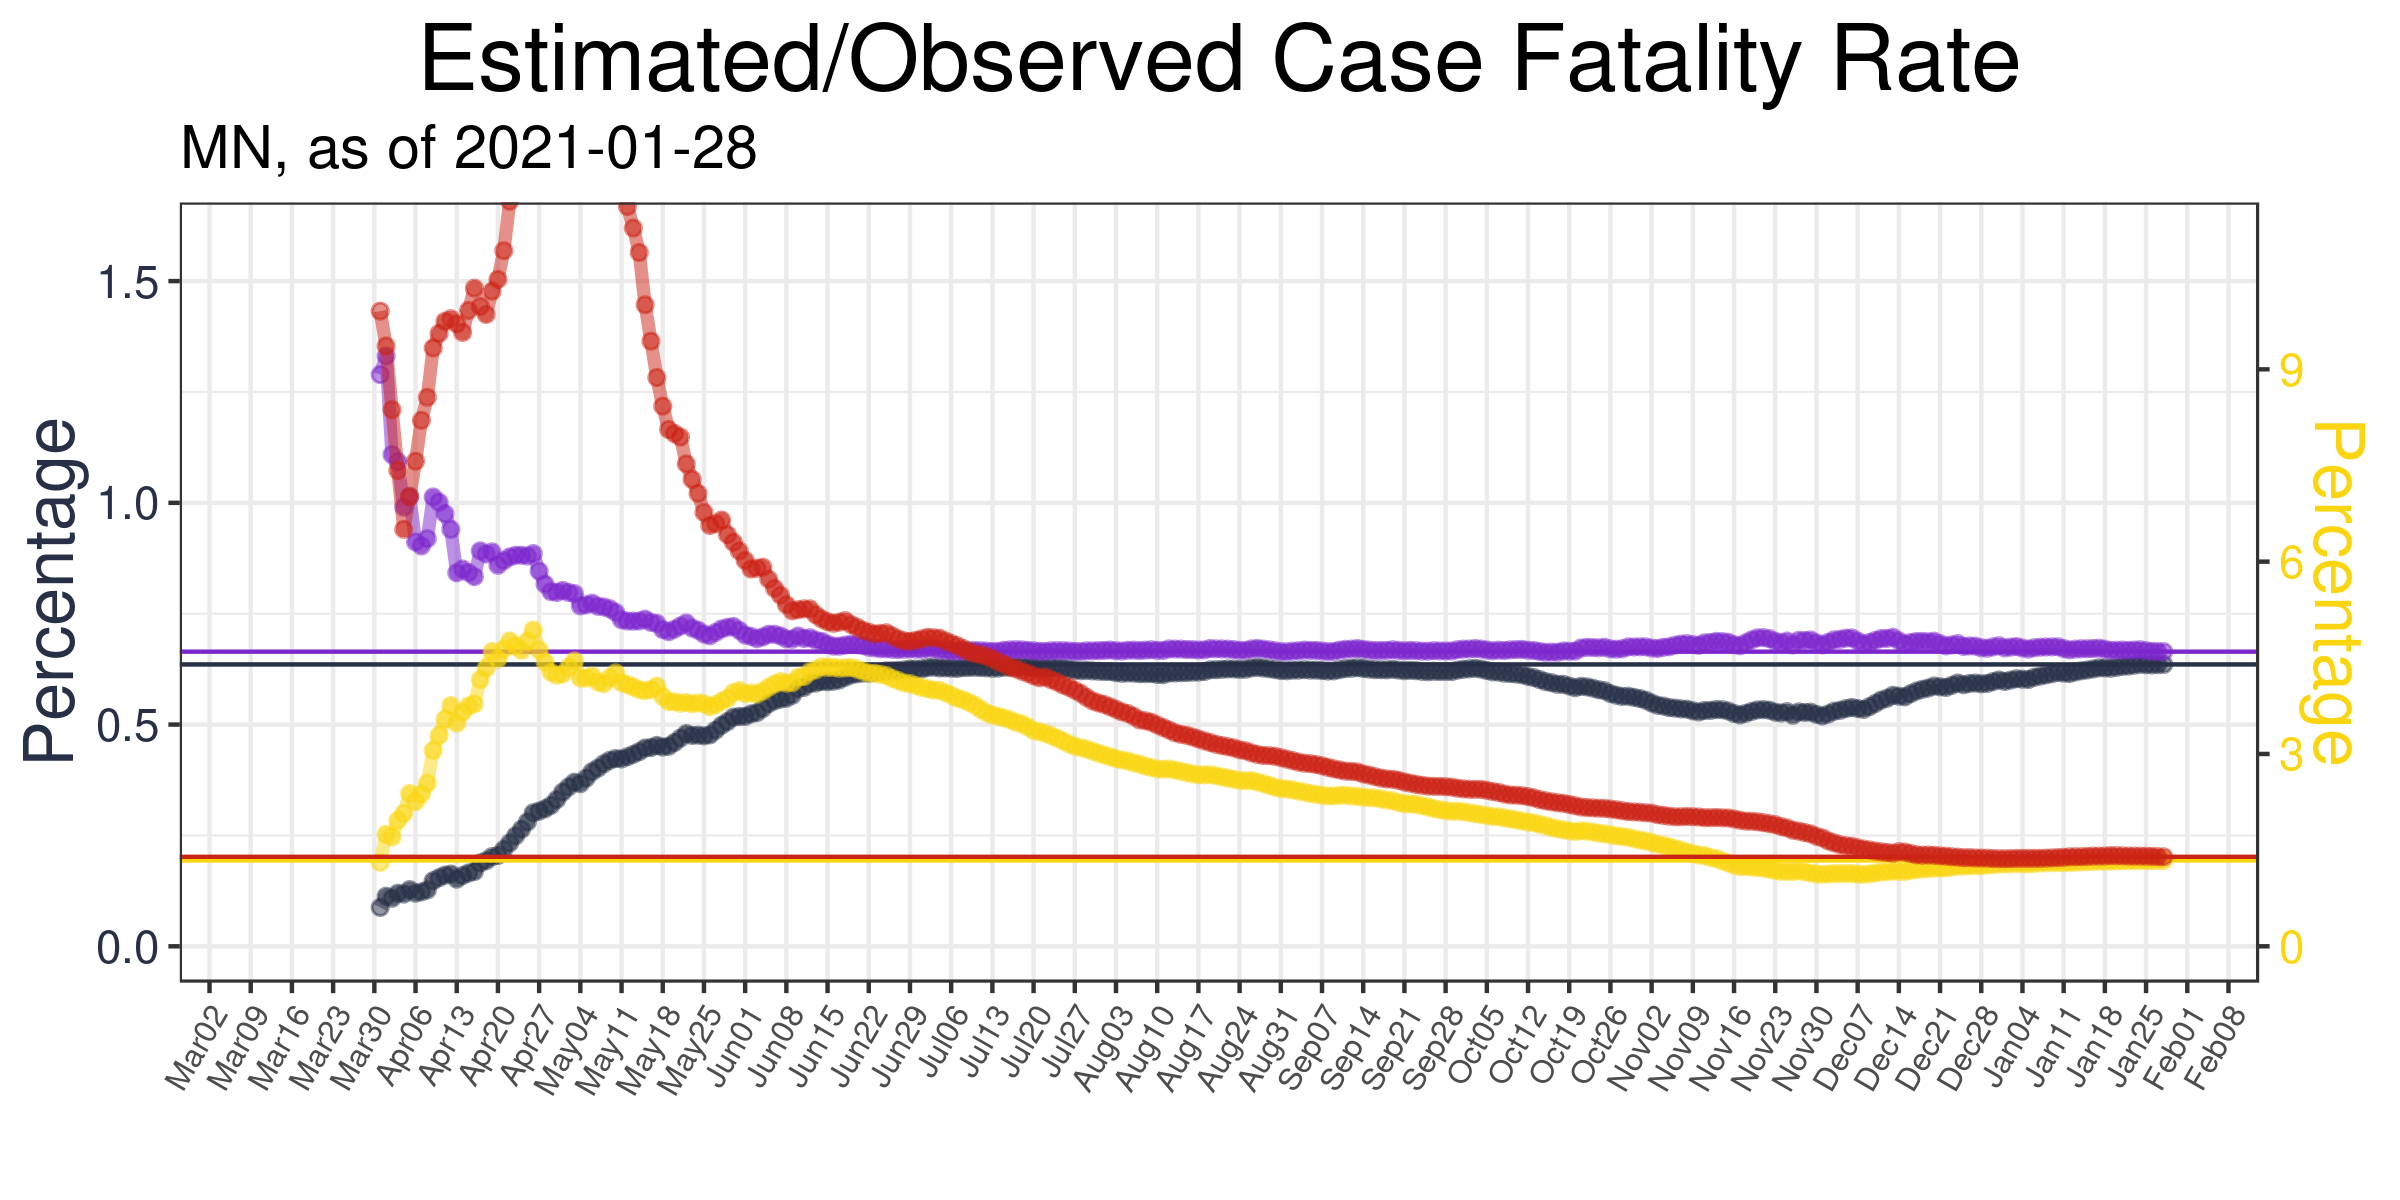 Estimated/Observed Case Fatality Rate
MN, as of 2021-01-28
Percentage
1.5
1.0
0.5
0.0
9
6
3
0
Percentage
Mar02
Mar09
Mar16
Mar23
Mar30
Apr06
Apr13
Apr20
Apr27
May04
May11
May18
May25
Jun01
Jun08
Jun15
Jun22
Jun29
Jul06
Jul13
Jul20
Jul27
Aug03
Aug10
Aug17
Aug24
Aug31
Sep07
Sep14
Sep21
Sep28
Oct05
Oct12
Oct19
Oct26
Nov02
Nov09
Nov16
Nov23
Nov30
Dec07
Dec14
Dec21
Dec28
Jan04
Jan11
Jan18
Jan25
Feb01
Feb08